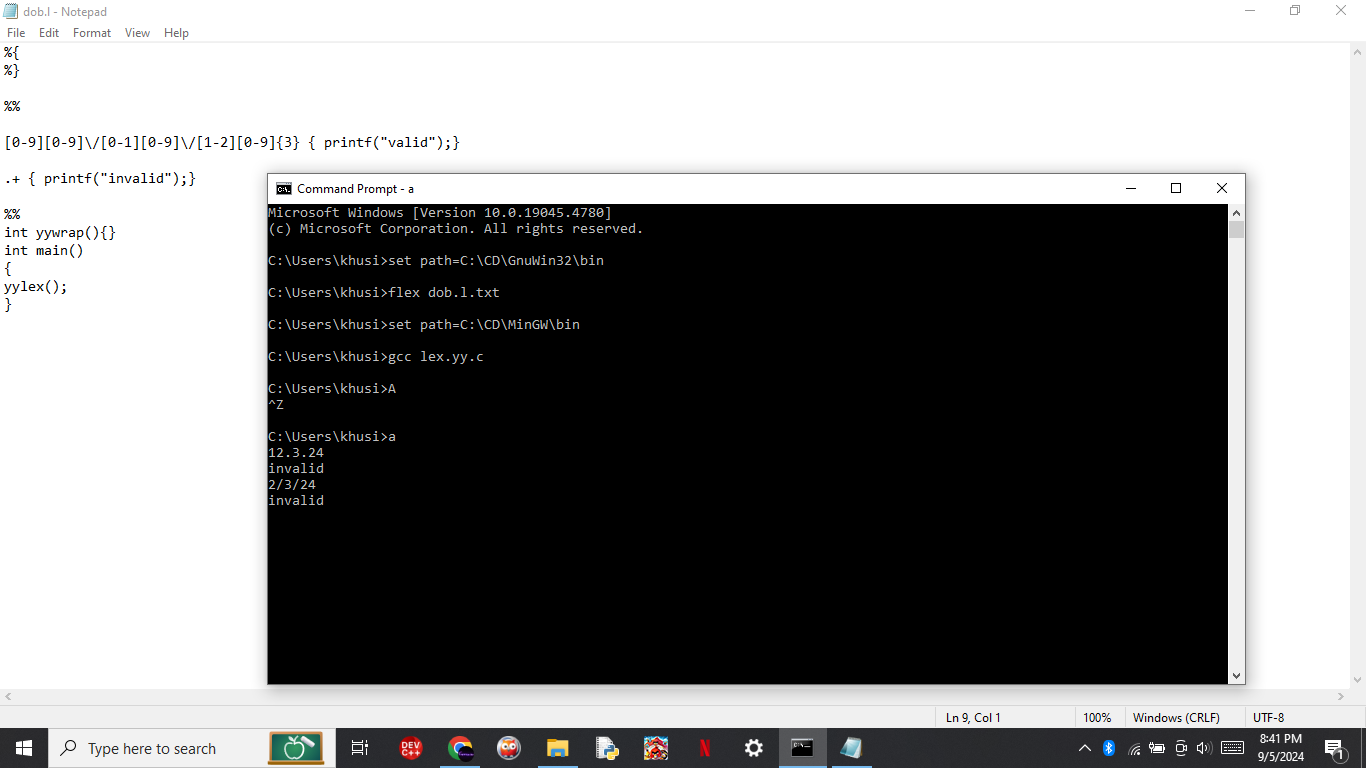 dob.l - Notepad
File Edit Format View Help
%{
%}
%%
[0-9][0-9]\/[0-1][0-9]\/[1-2][0-9]{3} { printf("valid");}
.+ { printf("invalid");}
%%
int yywrap(){}
int main()
{
yylex();
}
Command Prompt - a
Microsoft Windows [Version 10.0.19045.4780]
(c) Microsoft Corporation. All rights reserved.
C:\Users\khusi>set path=C:\CD\GnuWin32\bin
C:\Users\khusi>flex dob.l.txt
C:\Users\khusi>set path=C:\CD\MinGW\bin
C:\Users\khusi>gcc lex.yy.c
C:\Users\khusi>A
^Z
C:\Users\khusi>a
12.3.24
invalid
2/3/24
invalid
Ln 9, Col 1 100% Windows (CRLF) UTF-8
Type here to search
DEV
C++
N
8:41 PM
9/5/2024
1